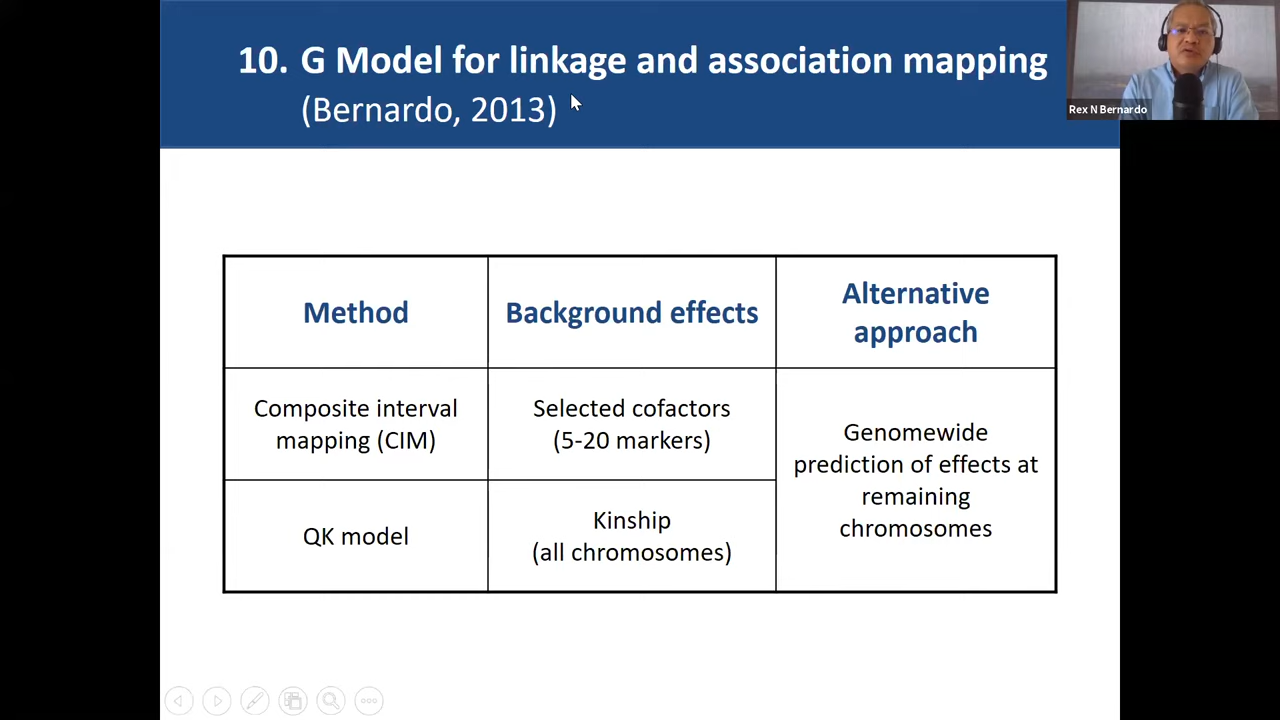 10. G Model for linkage and association mapping
(Bernardo, 2013)
Rex N Bernardo
Method
Background effects
Alternative
approach
Composite interval
mapping (CIM)
Selected cofactors
(5-20 markers)
Genomewide
prediction of effects at
remaining
chromosomes
QK model
Kinship
(all chromosomes)